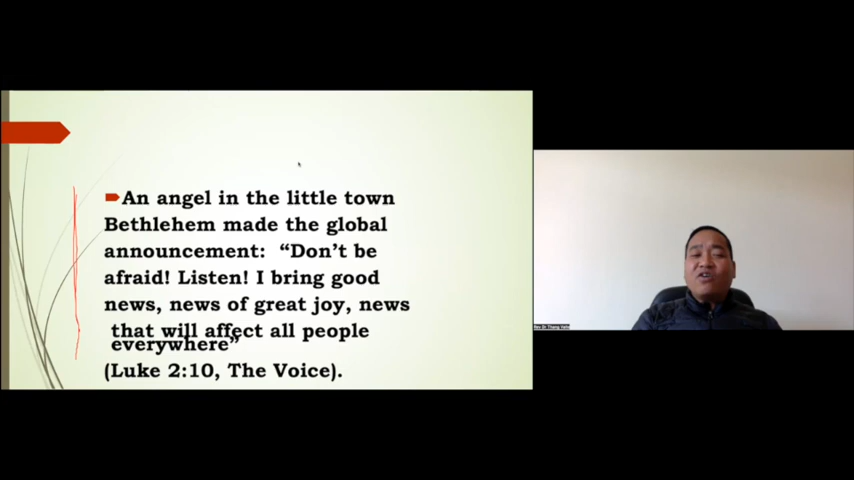 An angel in the little town
Bethlehem made the global
announcement: “Don’t be
afraid! Listen! I bring good
news, news of great joy, news
that will affect all people
everywhere”
(Luke 2:10, The Voice).